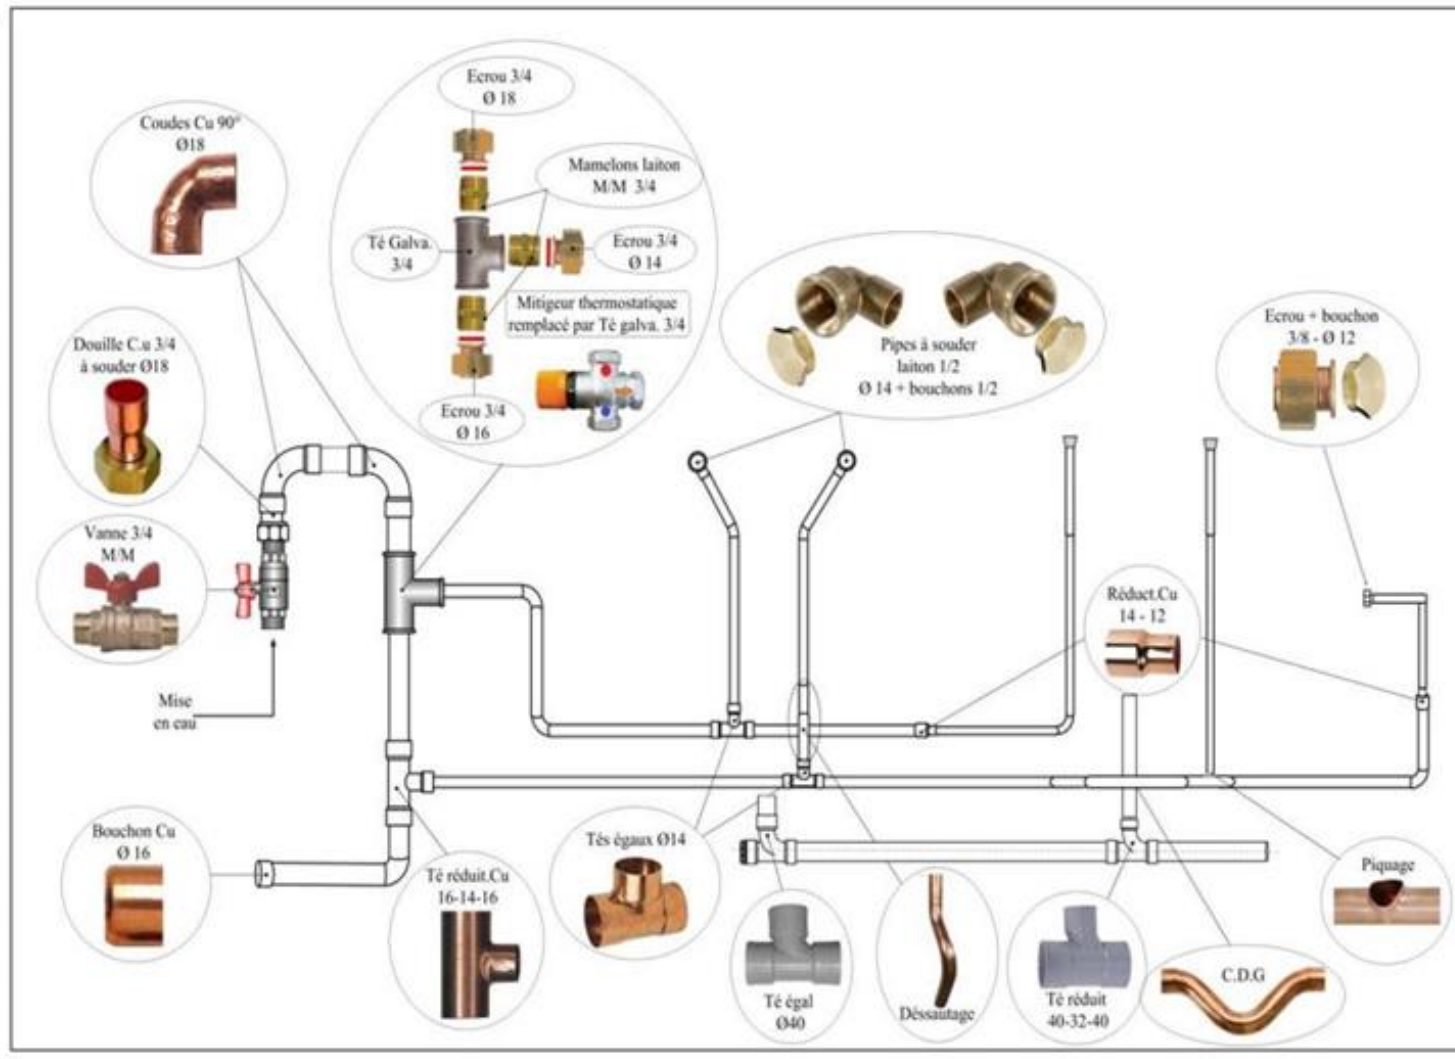 Ecrou 3/4
Ø 18
Coudes Cu 90°
Ø18
Mamelons laiton
M/M 3/4
Té Galva.
3/4
Ecrou 3/4
Ø 14
Mitigeur thermostatique
remplacé par Té galva. 3/4
Ecrou 3/4
Ø 16
Pipes à souder
laiton 1/2
Ø 14 + bouchons 1/2
Ecrou + bouchon
3/8 - Ø 12
Douille C.u 3/4
à souder Ø18
Vanne 3/4
M/M
Réduct.Cu
14 - 12
Mise
en eau
Bouchon Cu
Ø 16
Té réduit.Cu
16-14-16
Tés égaux Ø14
Té égal
Ø40
Déssautage
Té réduit
40-32-40
C.D.G
Piquage